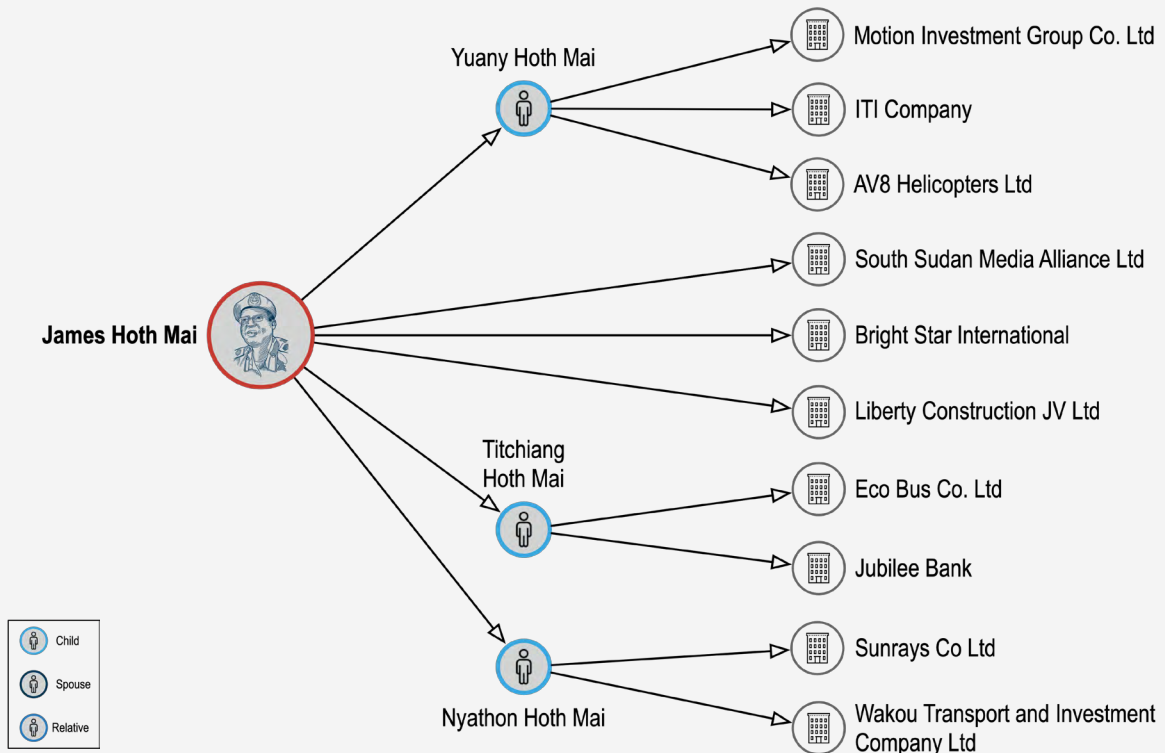 Motion Investment Group Co. Ltd
Yuany Hoth Mai
ITI Company
AV8 Helicopters Ltd
South Sudan Media Alliance Ltd
James Hoth Mai
Bright Star International
Liberty Construction JV Ltd
Titchiang
Hoth Mai
Eco Bus Co. Ltd
Jubilee Bank
Child
Spouse
Relative
Sunrays Co Ltd
Nyathon Hoth Mai
Wakou Transport and Investment
Company Ltd